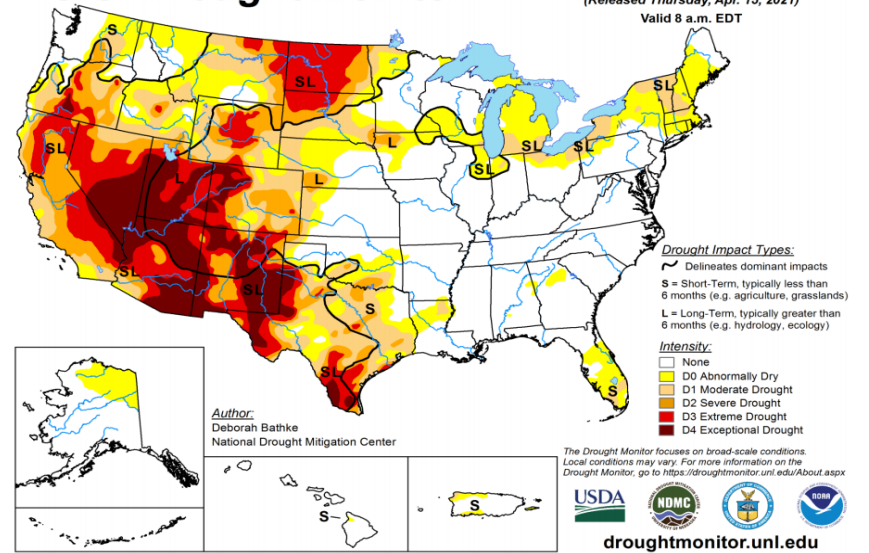 (Released Thursday, Apr. 15, 2021)
Valid 8 a.m. EDT
S
SL
SL
SL
L
SL
SL
SL
L
L
SL
SL
S
SL
S
Drought Impact Types:
Delineates dominant impacts
S = Short-Term, typically less than
6 months (e.g. agriculture, grasslands)
L = Long-Term, typically greater than
6 months (e.g. hydrology, ecology)
Intensity:
None
D0 Abnormally Dry
D1 Moderate Drought
D2 Severe Drought
D3 Extreme Drought
D4 Exceptional Drought
Author:
Deborah Bathke
National Drought Mitigation Center
S
S
The Drought Monitor focuses on broad-scale conditions.
Local conditions may vary. For more information on the
Drought Monitor, go to https://droughtmonitor.unl.edu/About.aspx
USDA
NDMC
NOAA
droughtmonitor.unl.edu